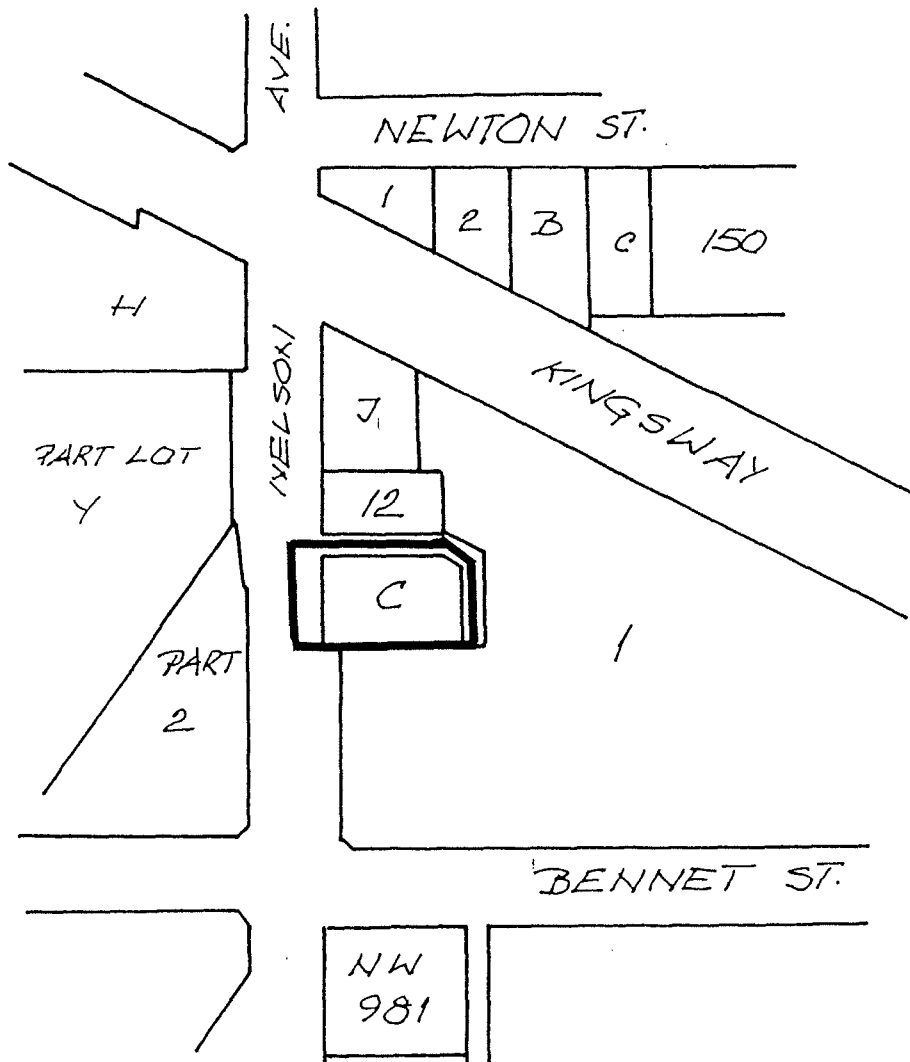 AVE.
NEWTON ST.
1
2
B
C
150
H
NELSON
KINGSWAY
J
PART LOT
Y
12
C
1
PART
2
BENNET ST.
NW
981